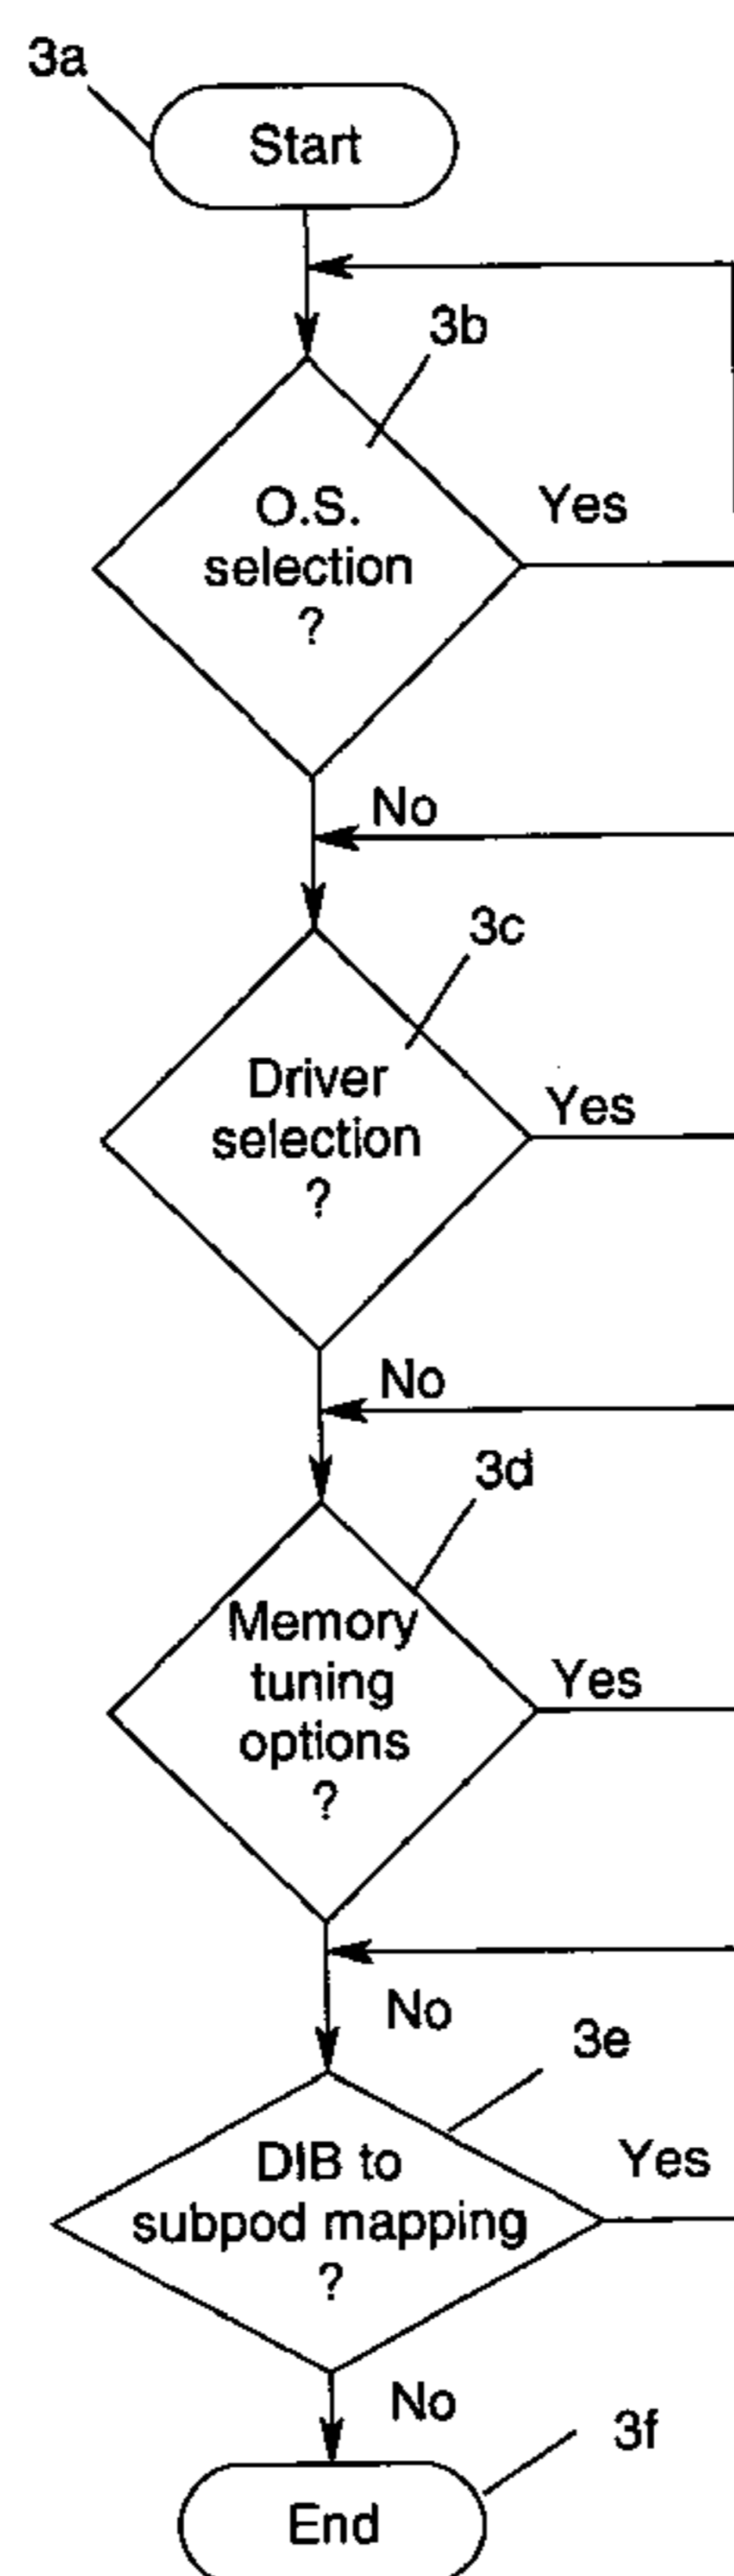 3a
Start
3b
O.S.
selection
?
Yes
No
3c
Driver
selection
?
Yes
No
3d
Memory
tuning
options
?
Yes
No
3e
DIB to
subpod mapping
?
Yes
No
3f
End